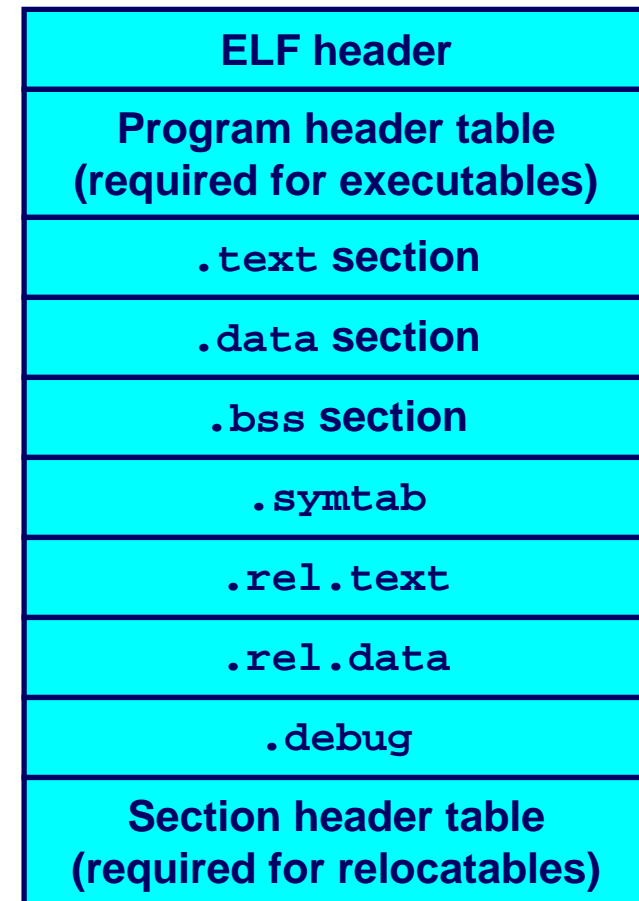 ELF header
Program header table
(required for executables)
.text section
.data section
.bss section
.symtab
.rel.text
.rel.data
.debug
Section header table
(required for relocatables)